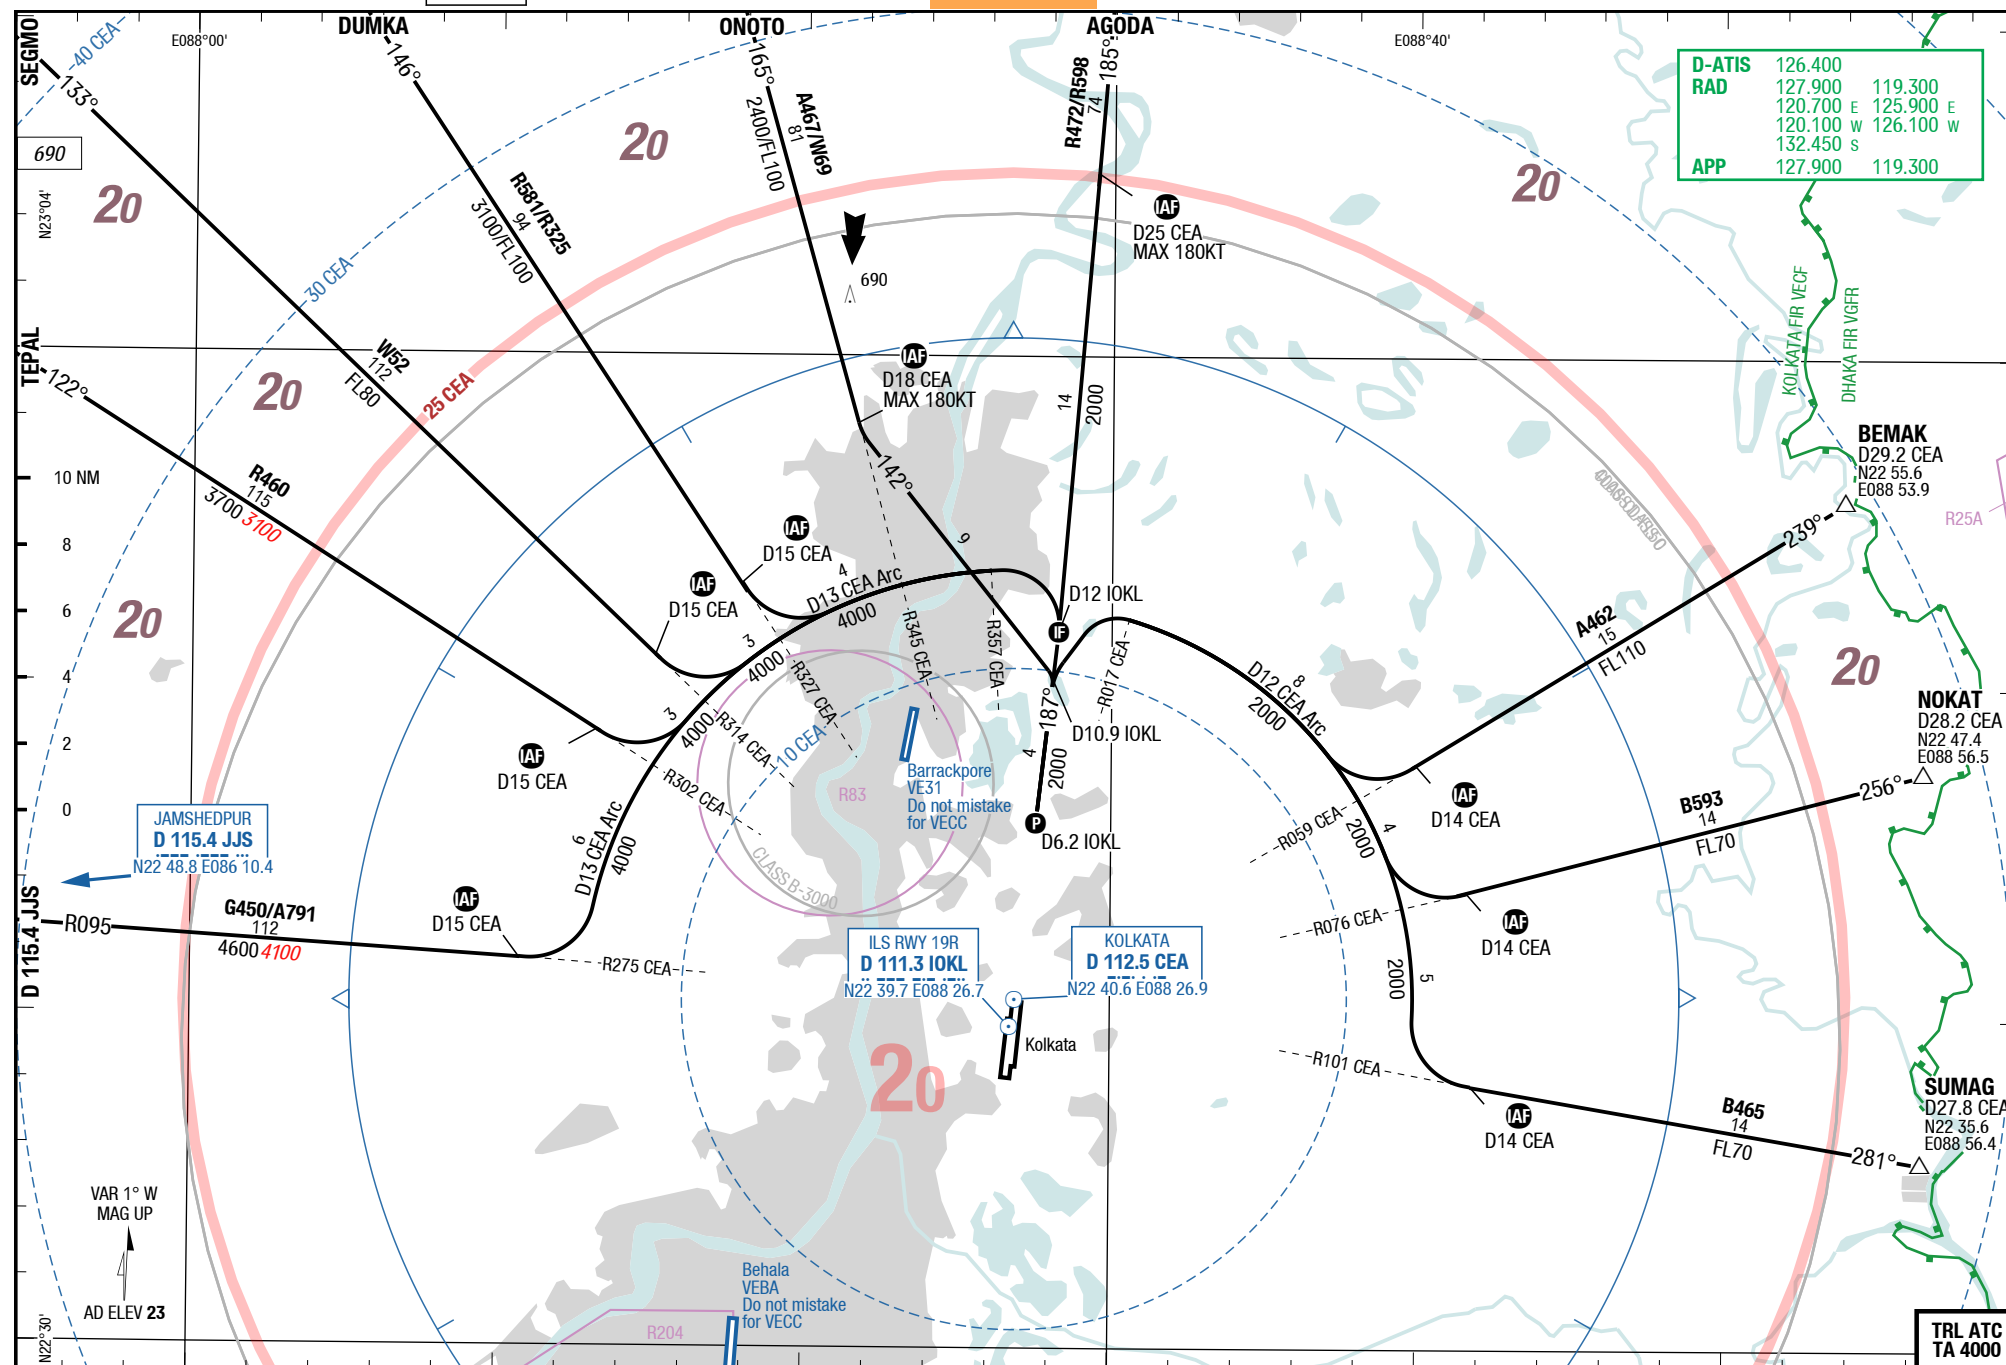 SEGMO
DUMKA
ONOTO
AGODA
40 CEA
E088°00'
E088°40'
133°
146°
165°
185°
D-ATIS 126.400
RAD 127.900 119.300
120.700 E 125.900 E
120.100 W 126.100 W
132.450 S
APP 127.900 119.300
690
N23°04'
20
20
20
20
20
20
20
A467/W69
81
2400/FL100
R472/R598
74
R581/R325
94
3100/FL100
30 CEA
IAF
D25 CEA
MAX 180KT
690
KOLKATA FIR VECF
DHAKA FIR VGFR
TEPAL
122°
W52
112
FL80
25 CEA
IAF
D18 CEA
MAX 180KT
14
2000
142°
9
BEMAK
D29.2 CEA
N22 55.6
E088 53.9
R25A
239°
10 NM
8
6
4
2
0
R460
115
3700 3100
IAF
D15 CEA
IAF
D15 CEA
4
D13 CEA Arc
4000
D12 IOKL
IF
R345 CEA
R357 CEA
R017 CEA
A462
15
FL110
3
4000
R327 CEA
3
4000
R314 CEA
R302 CEA
10 CEA
187°
4
2000
D10.9 IOKL
8
D12 CEA Arc
2000
NOKAT
D28.2 CEA
N22 47.4
E088 56.5
256°
IAF
D15 CEA
Barrackpore
VE31
Do not mistake
for VECC
R83
CLASS B-3000
P
D6.2 IOKL
IAF
D14 CEA
B593
14
FL70
R059 CEA
4
2000
JAMSHEDPUR
D 115.4 JJS
N22 48.8 E086 10.4
6
D13 CEA Arc
4000
D 115.4 JJS
R095
G450/A791
112
4600 4100
IAF
D15 CEA
R275 CEA
ILS RWY 19R
D 111.3 IOKL
N22 39.7 E088 26.7
KOLKATA
D 112.5 CEA
N22 40.6 E088 26.9
Kolkata
R076 CEA
IAF
D14 CEA
5
2000
R101 CEA
IAF
D14 CEA
B465
14
FL70
281°
SUMAG
D27.8 CEA
N22 35.6
E088 56.4
VAR 1° W
MAG UP
AD ELEV 23
N22°30'
Behala
VEBA
Do not mistake
for VECC
R204
TRL ATC
TA 4000